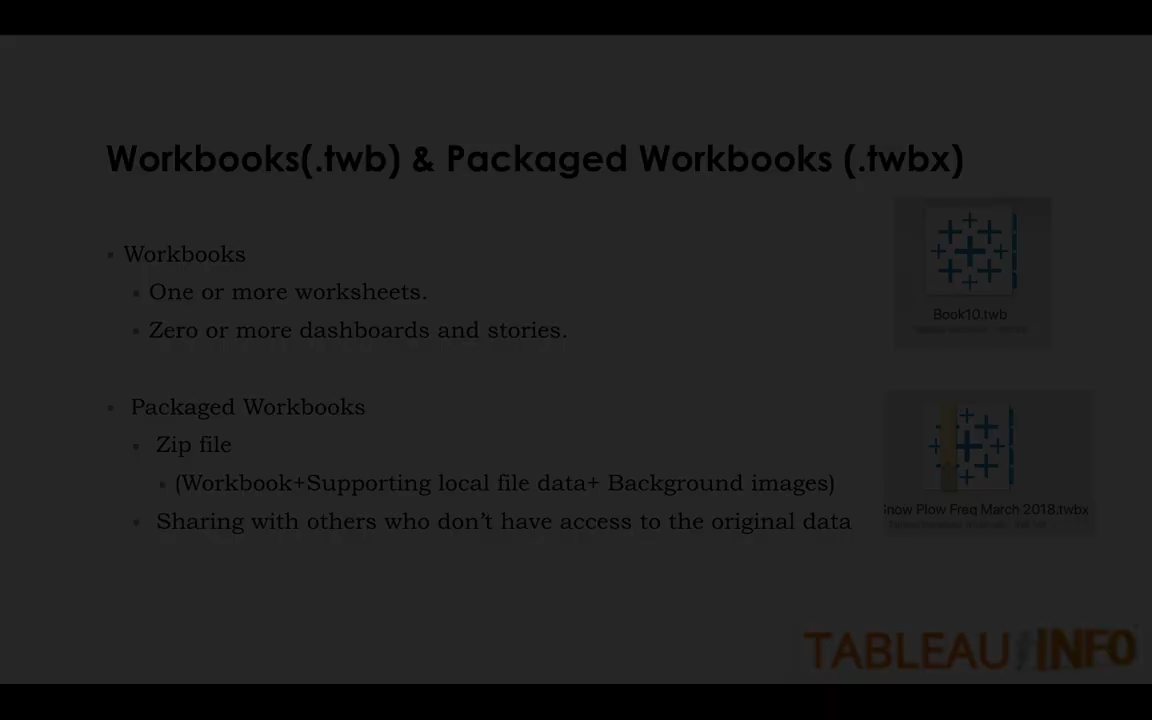 Workbooks(.twb) & Packaged Workbooks (.twbx)
Workbooks
One or more worksheets.
Zero or more dashboards and stories.
Book10.twb
Packaged Workbooks
Zip file
(Workbook+Supporting local file data+ Background images)
Sharing with others who don't have access to the original data
Snow Plow Freq March 2018.twbx
TABLEAU INFO